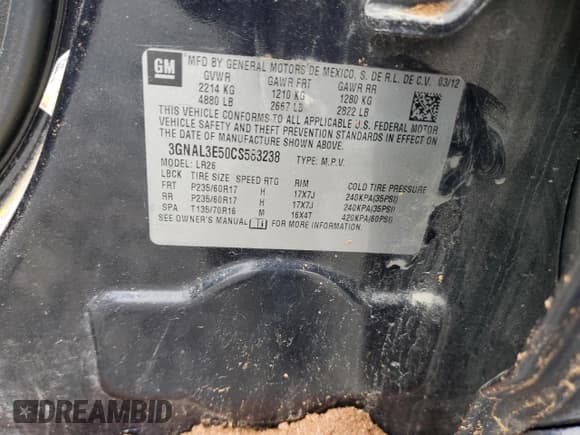 GM
MFD BY GENERAL MOTORS DE MEXICO, S. DE R.L. DE C.V. 03/12
GVWR GAWR FRT GAWR RR
2214 KG 1210 KG 1280 KG
4880 LB 2667 LB 2822 LB
THIS VEHICLE CONFORMS TO ALL APPLICABLE U.S. FEDERAL MOTOR
VEHICLE SAFETY AND THEFT PREVENTION STANDARDS IN EFFECT ON
THE DATE OF MANUFACTURE SHOWN ABOVE.
3GNAL3E50CS563238 TYPE: M.P.V.
MODEL: LR26
LBCK TIRE SIZE SPEED RTG RIM COLD TIRE PRESSURE
FRT P235/60R17 H 17X7J 240KPA(35PSI)
RR P235/60R17 H 17X7J 240KPA(35PSI)
SPA T135/70R16 M 16X4T 420KPA(60PSI)
SEE OWNER'S MANUAL FOR MORE INFORMATION.
DREAMBID